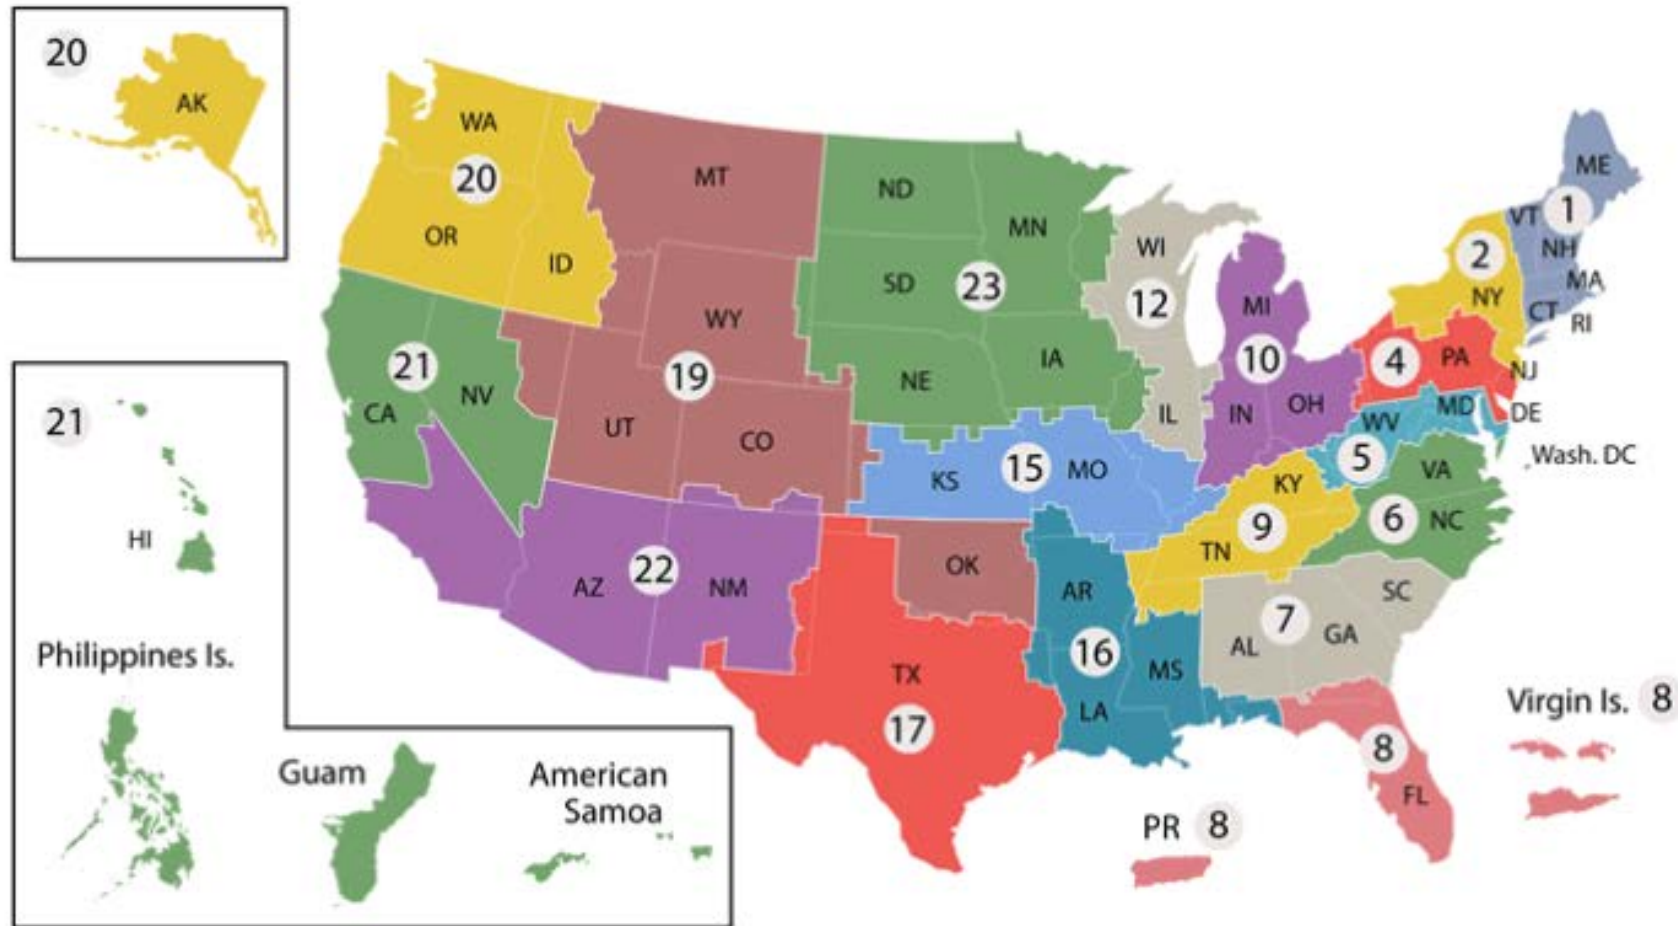 20
AK
WA
20
OR
ID
MT
ND
MN
SD
23
WI
12
MI
ME
VT
1
NH
2
NY
MA
CT
RI
WY
19
IA
NE
IL
10
IN
OH
4
PA
NJ
MD
DE
WV
Wash. DC
5
VA
21
CA
NV
UT
CO
KS
15
MO
KY
6
NC
9
TN
22
AZ
NM
OK
AR
SC
7
AL
GA
16
MS
TX
LA
17
8
FL
Virgin Is. 8
PR 8
21
HI
Philippines Is.
Guam
American
Samoa